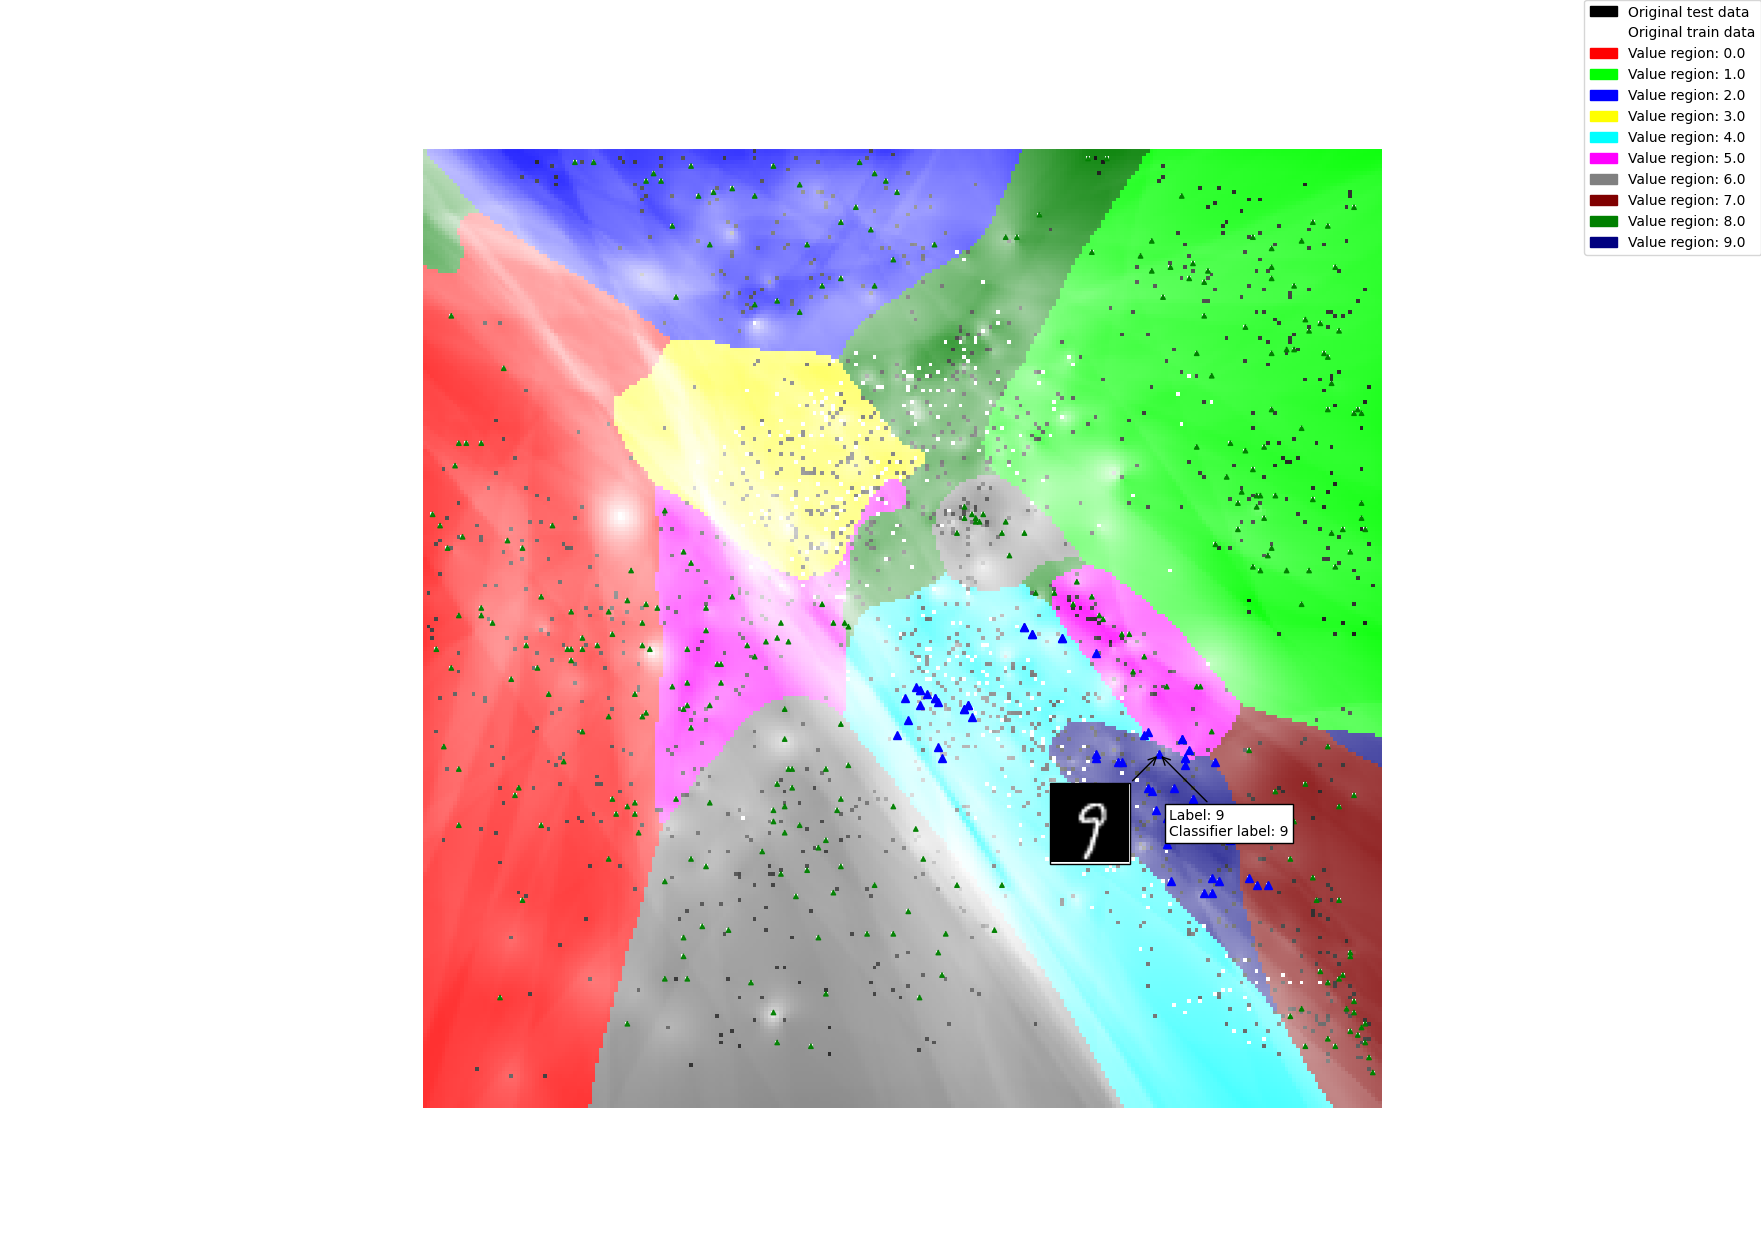 Original test data
Original train data
Value region: 0.0
Value region: 1.0
Value region: 2.0
Value region: 3.0
Value region: 4.0
Value region: 5.0
Value region: 6.0
Value region: 7.0
Value region: 8.0
Value region: 9.0
9
Label: 9
Classifier label: 9